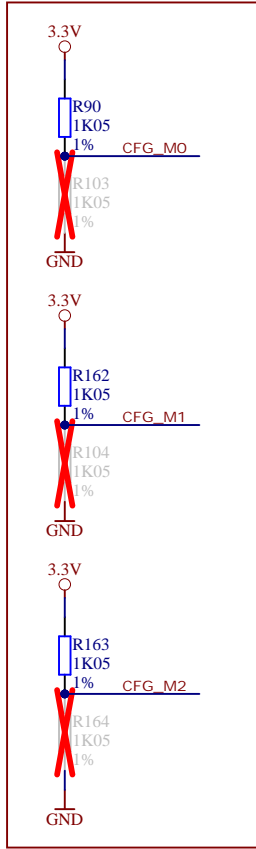 3.3V
R90
1K05
1%
CFG_M0
R103
1K05
1%
GND
3.3V
R162
1K05
1%
CFG_M1
R104
1K05
1%
GND
3.3V
R163
1K05
1%
CFG_M2
R164
1K05
1%
GND